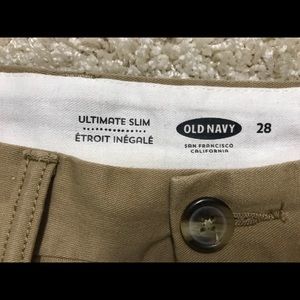 ULTIMATE SLIM
ÉTROIT INÉGALÉ
OLD NAVY
SAN FRANCISCO
CALIFORNIA
28